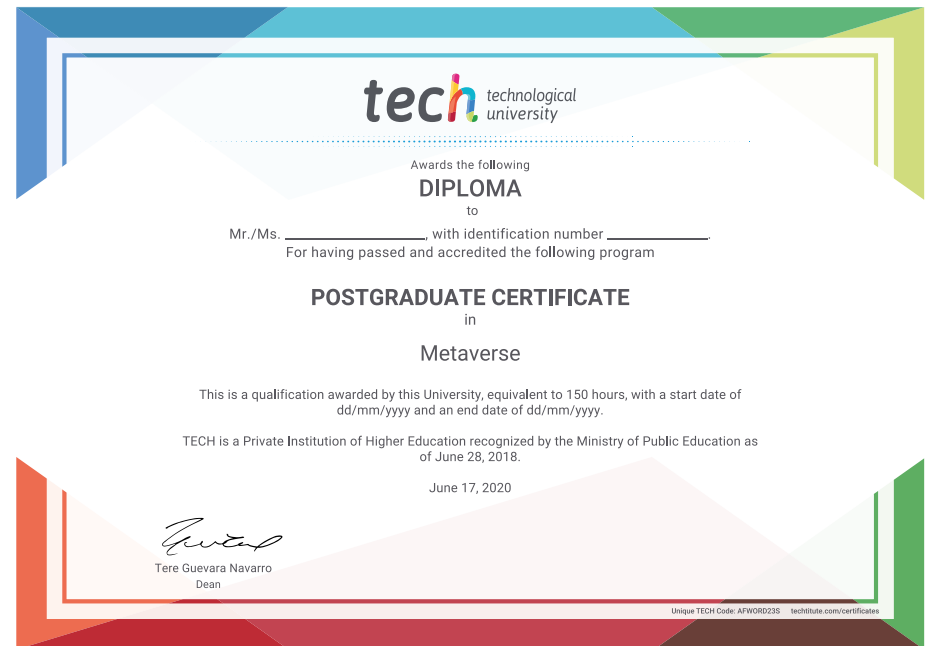 tech technological
university
Awards the following
DIPLOMA
to
Mr./Ms. ____________________, with identification number ______________.
For having passed and accredited the following program
POSTGRADUATE CERTIFICATE
in
Metaverse
This is a qualification awarded by this University, equivalent to 150 hours, with a start date of
dd/mm/yyyy and an end date of dd/mm/yyyy.
TECH is a Private Institution of Higher Education recognized by the Ministry of Public Education as
of June 28, 2018.
June 17, 2020
Tere Guevara Navarro
Dean
Unique TECH Code: AFWORD23S techtitute.com/certificates